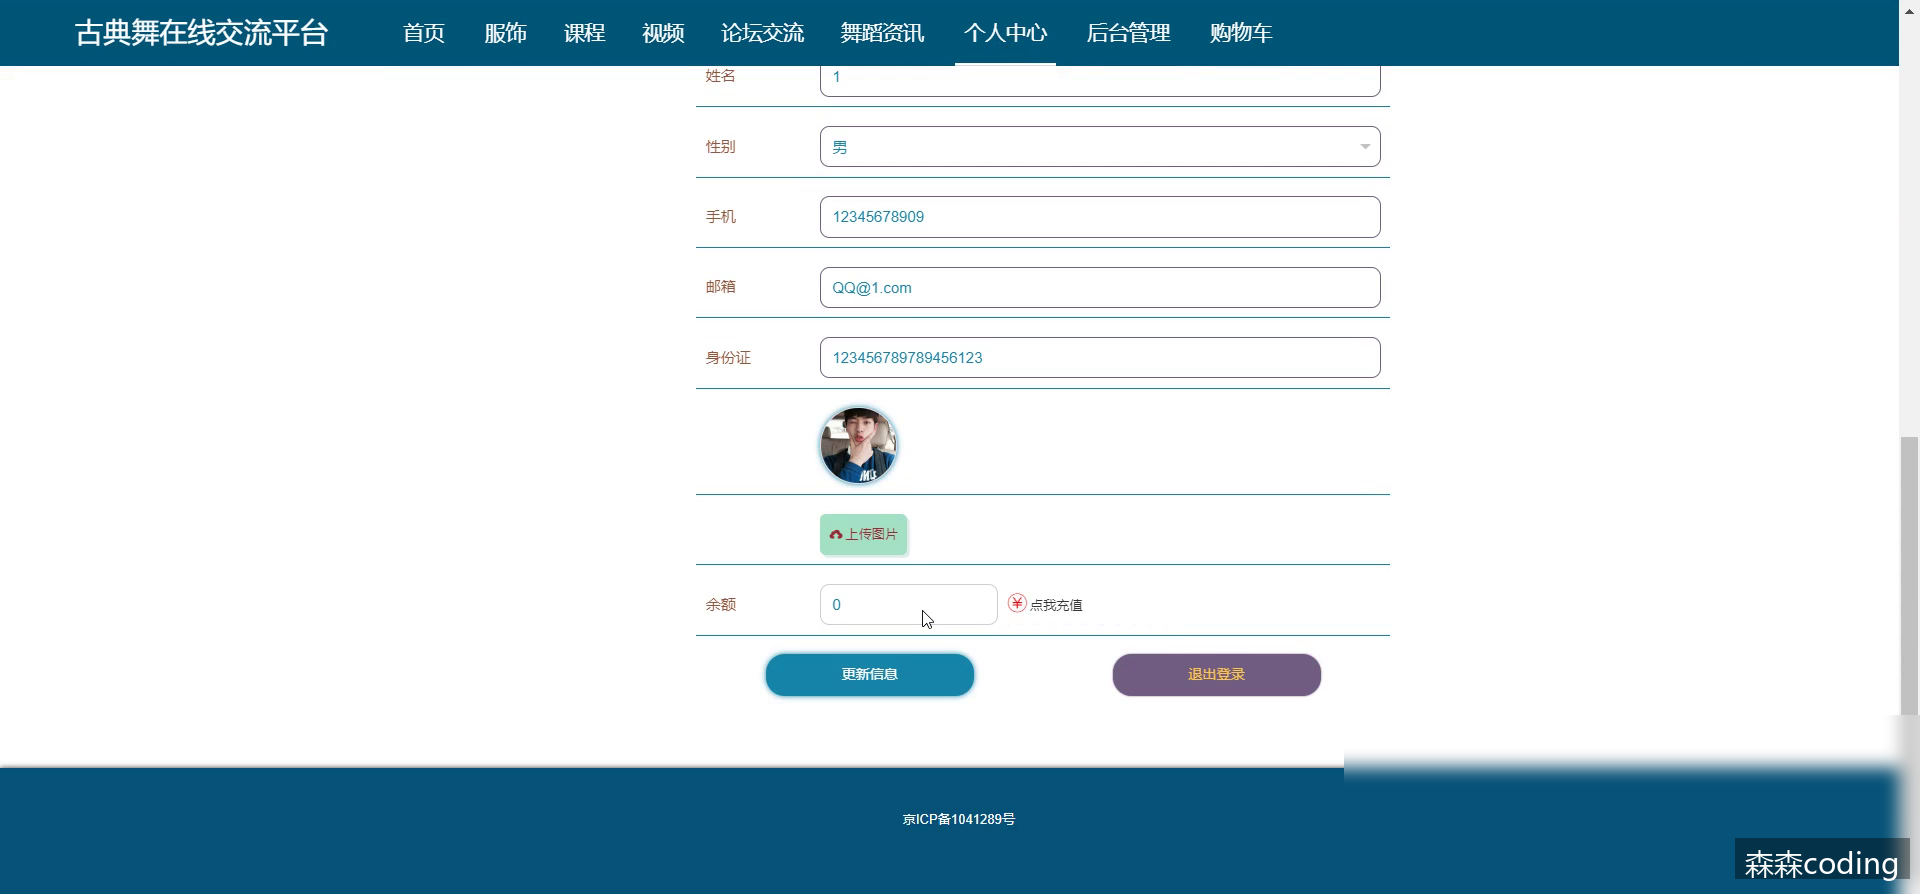 古典舞在线交流平台 首页 服饰 课程 视频 论坛交流 舞蹈资讯 个人中心 后台管理 购物车
姓名 1
性别 男
手机 12345678909
邮箱 QQ@1.com
身份证 123456789789456123
上传图片
余额 0 点我充值
更新信息 退出登录
京ICP备1041289号
森森coding